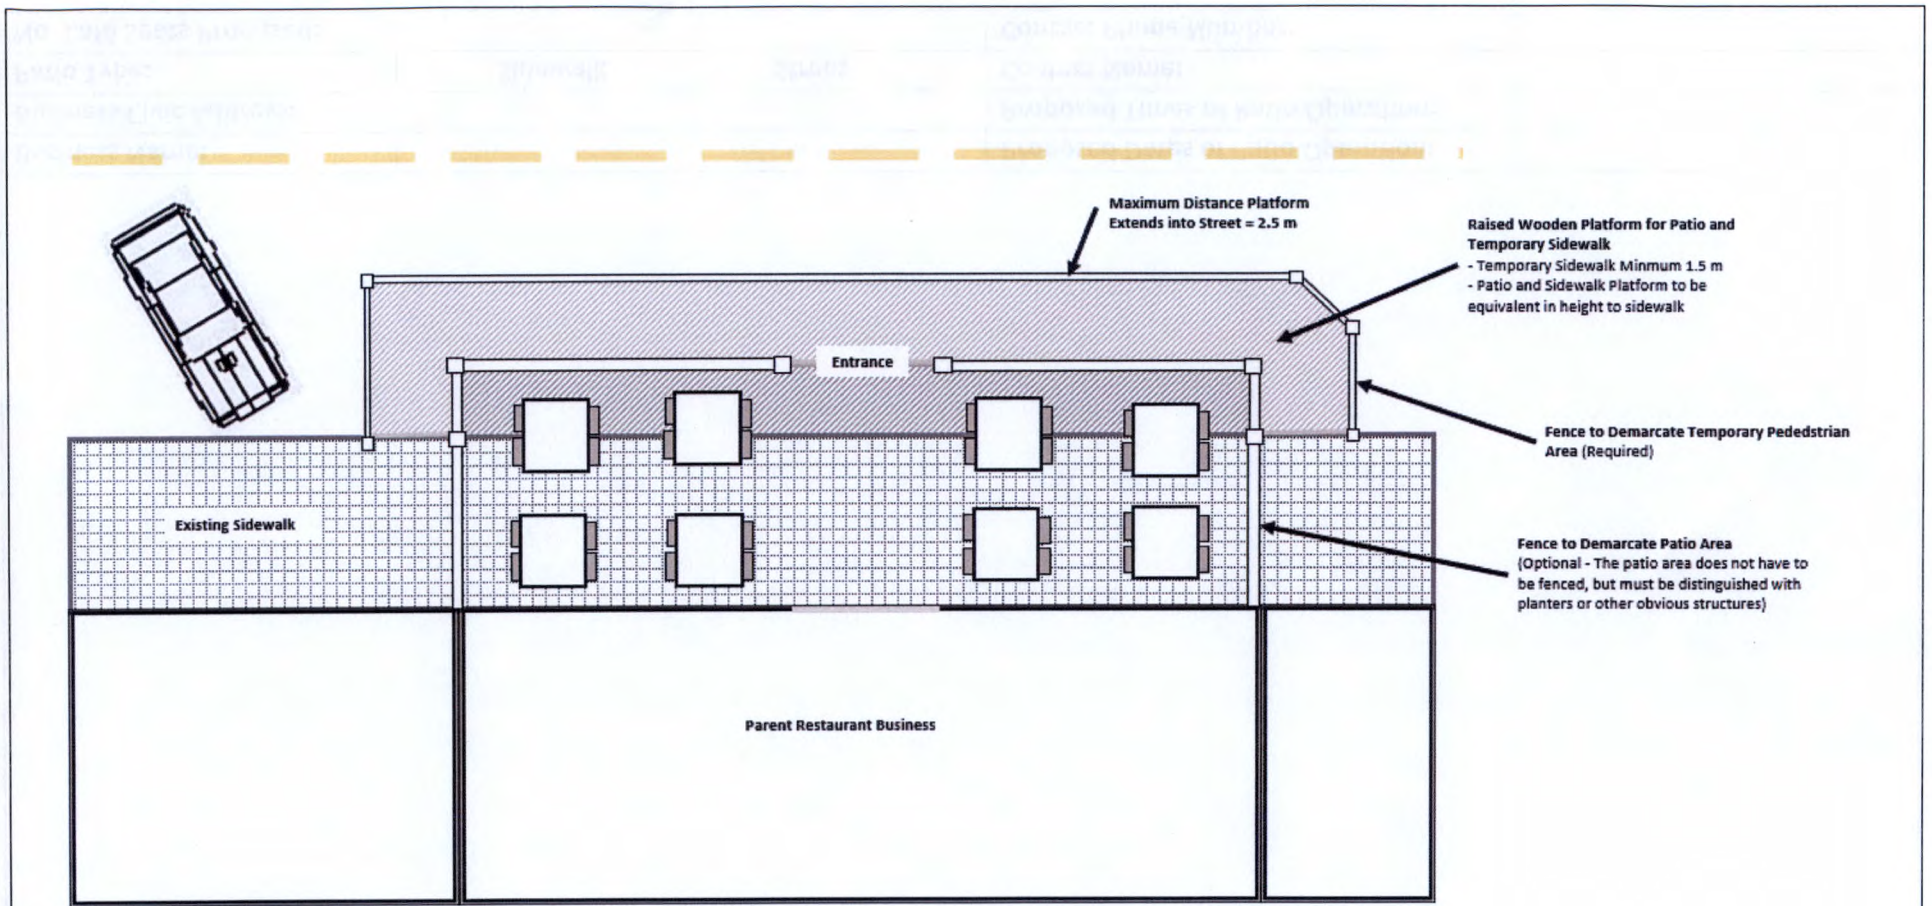 Maximum Distance Platform
Extends into Street = 2.5 m
Raised Wooden Platform for Patio and
Temporary Sidewalk
- Temporary Sidewalk Minmum 1.5 m
- Patio and Sidewalk Platform to be
equivalent in height to sidewalk
Entrance
Fence to Demarcate Temporary Pededstrian
Area (Required)
Existing Sidewalk
Fence to Demarcate Patio Area
(Optional - The patio area does not have to
be fenced, but must be distinguished with
planters or other obvious structures)
Parent Restaurant Business